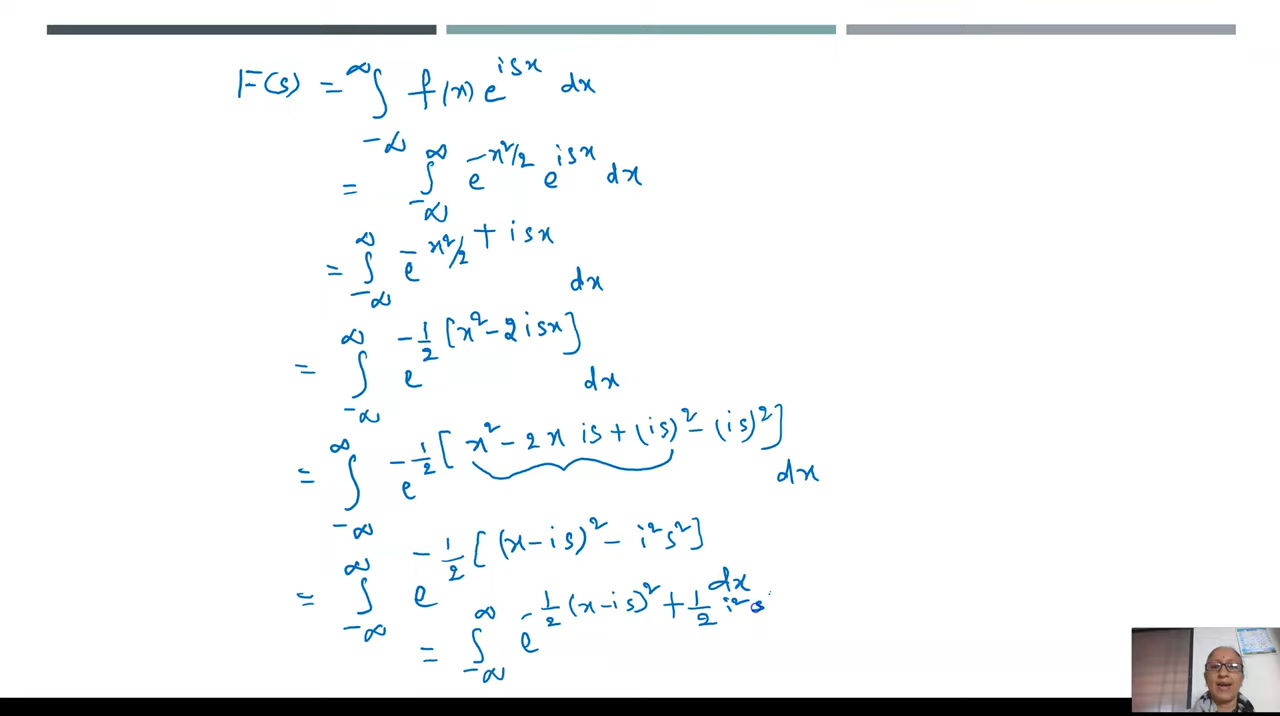 F(s) = ∞∫-∞ f(x) e^{isx} dx
= ∞∫-∞ e^{-x²/2} e^{isx} dx
= ∞∫-∞ e^{-x²/2 + isx} dx
= ∞∫-∞ e^{-1/2 [x² - 2isx]} dx
= ∞∫-∞ e^{-1/2 [x² - 2x is + (is)² - (is)²]} dx
= ∞∫-∞ e^{-1/2 [(x-is)² - i²s²]} dx
= ∞∫-∞ e^{-1/2 (x-is)² + 1/2 i²s